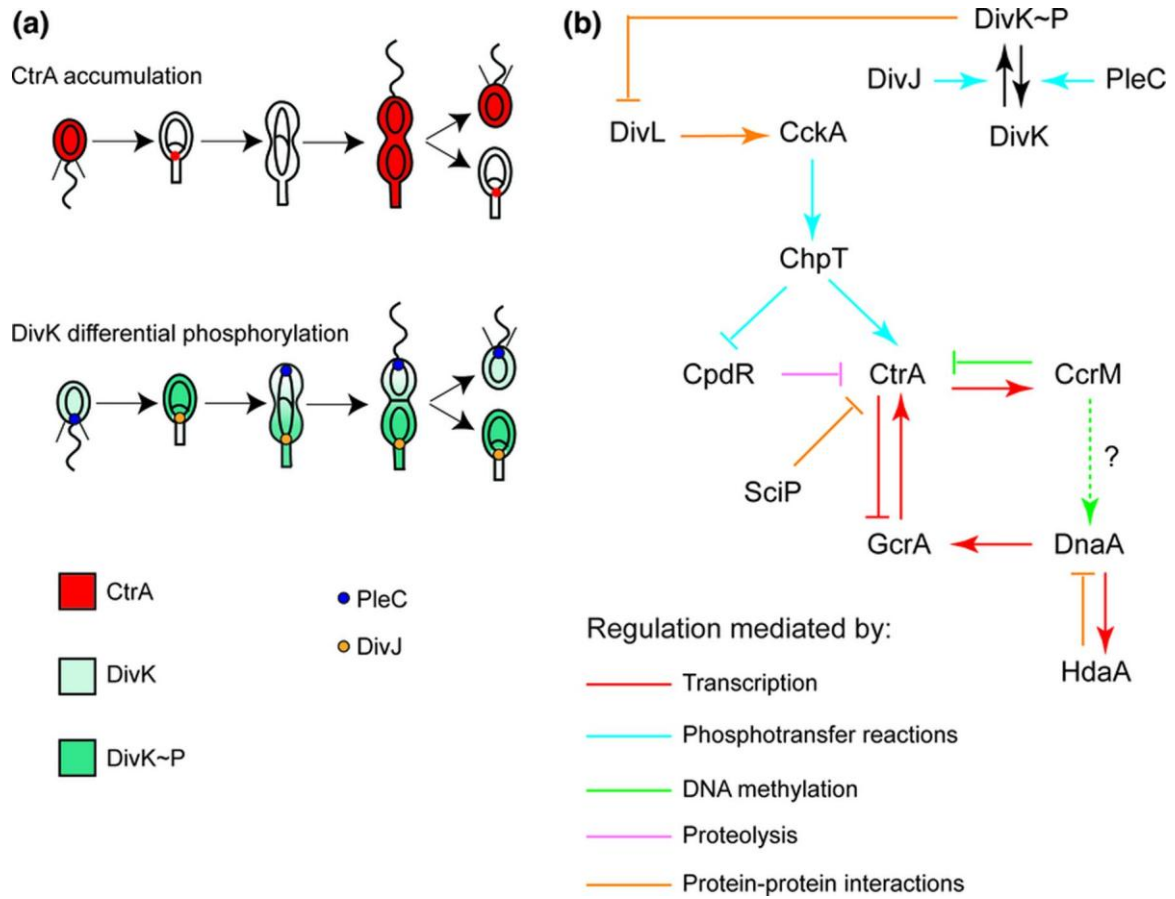 (a)
CtrA accumulation
DivK differential phosphorylation
CtrA
DivK
DivK~P
PleC
DivJ
(b)
DivK~P
DivJ
PleC
DivK
DivL
CckA
ChpT
CpdR
CtrA
CcrM
?
SciP
GcrA
DnaA
HdaA
Regulation mediated by:
Transcription
Phosphotransfer reactions
DNA methylation
Proteolysis
Protein-protein interactions